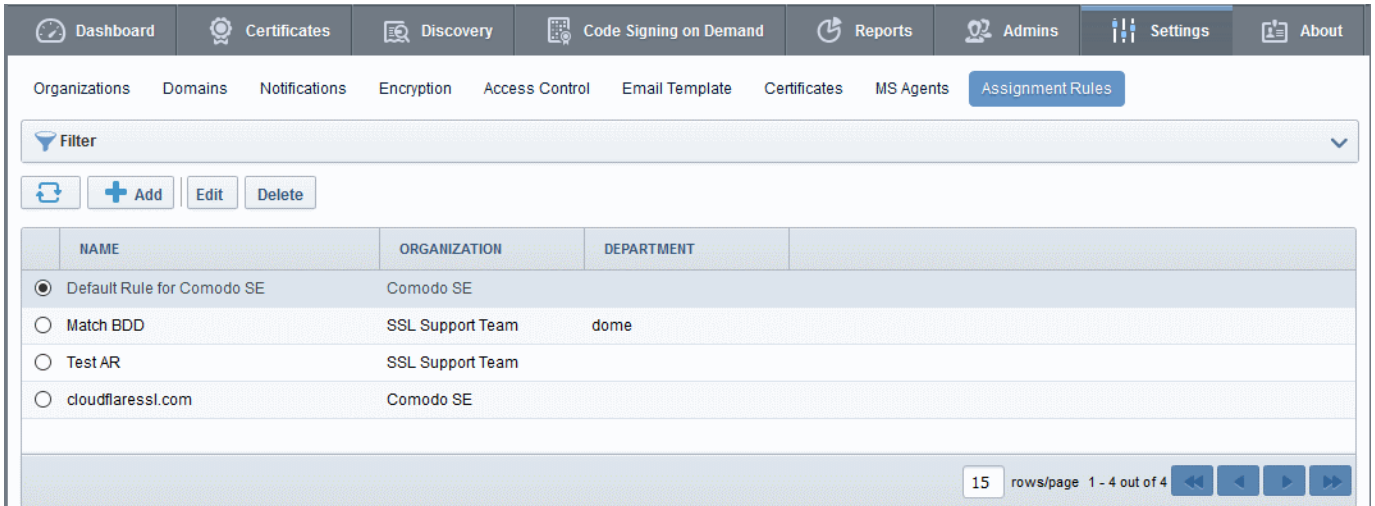 Dashboard Certificates Discovery Code Signing on Demand Reports Admins Settings About
Organizations Domains Notifications Encryption Access Control Email Template Certificates MS Agents Assignment Rules
Filter
Add Edit Delete
NAME ORGANIZATION DEPARTMENT
Default Rule for Comodo SE Comodo SE
Match BDD SSL Support Team dome
Test AR SSL Support Team
cloudflaressl.com Comodo SE
15 rows/page 1 - 4 out of 4